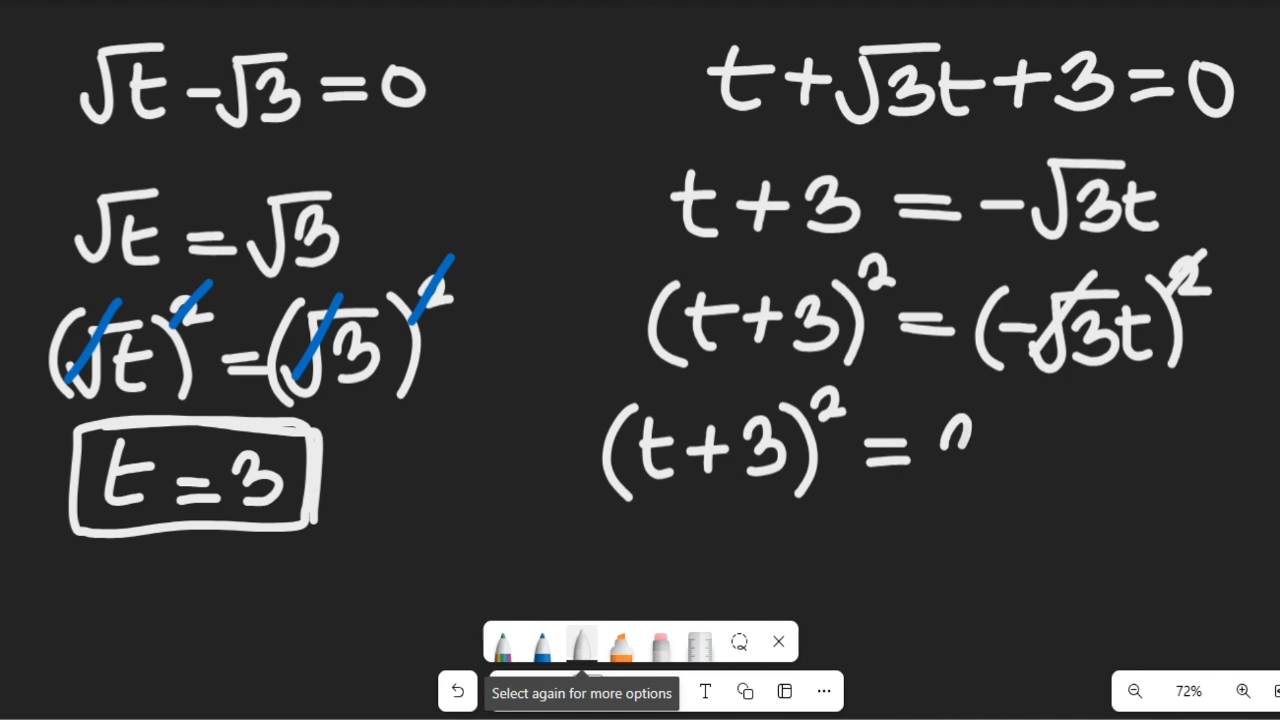 √t - √3 = 0
√t = √3
(√t)² = (√3)²
t = 3
t + √3t + 3 = 0
t + 3 = -√3t
(t + 3)² = (-√3t)²
(t + 3)² =
Select again for more options
T
72%